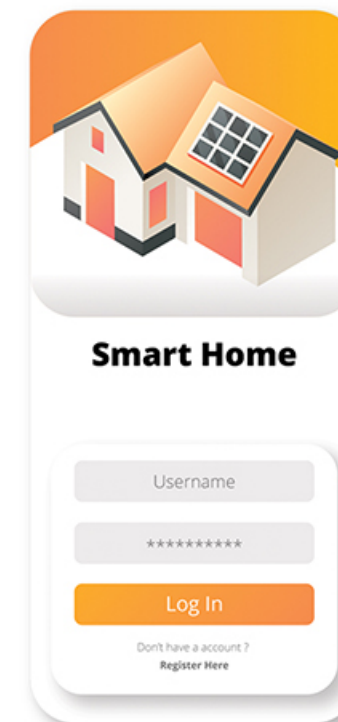 Smart Home
Username
**********
Log In
Don't have a account ?
Register Here